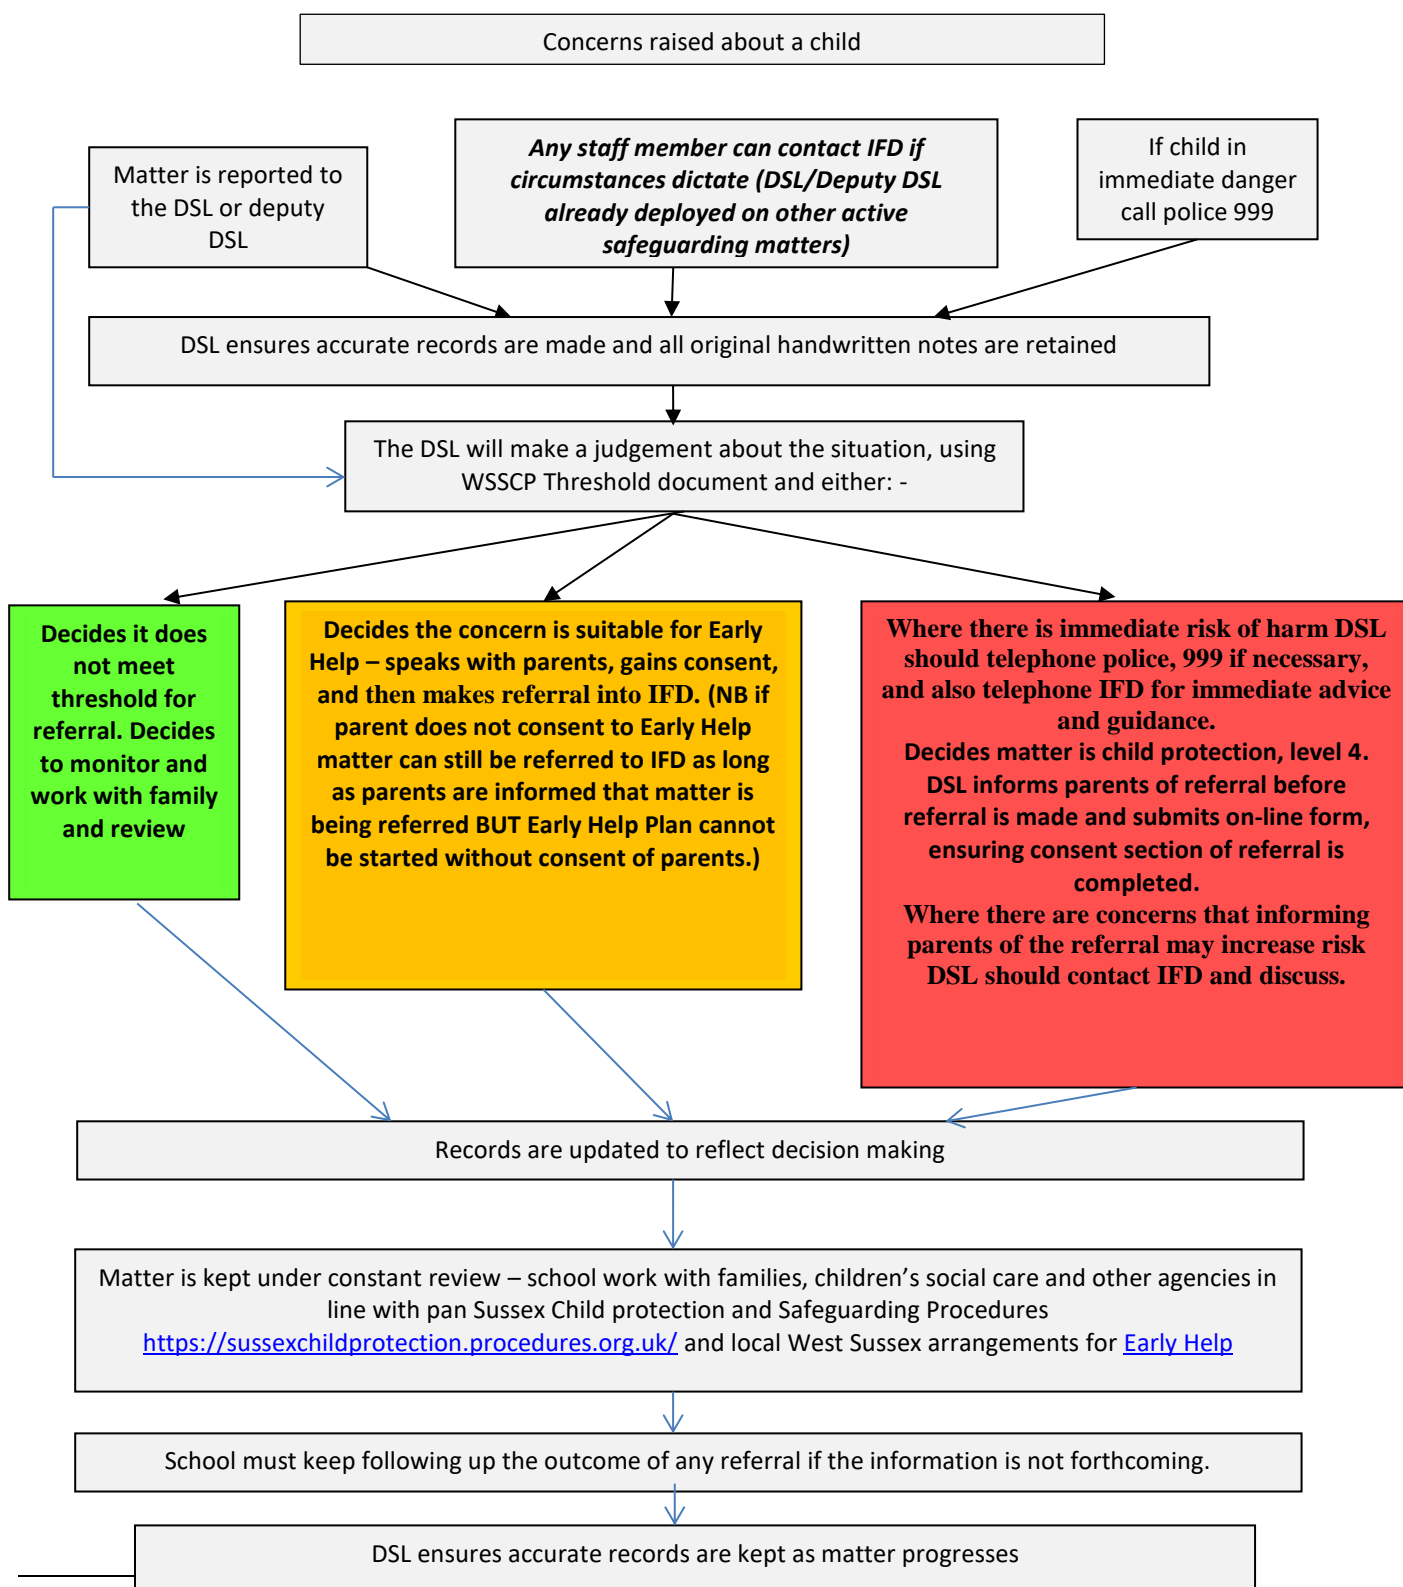 Concerns raised about a child
Matter is reported to
the DSL or deputy
DSL
Any staff member can contact IFD if
circumstances dictate (DSL/Deputy DSL
already deployed on other active
safeguarding matters)
If child in
immediate danger
call police 999
DSL ensures accurate records are made and all original handwritten notes are retained
The DSL will make a judgement about the situation, using
WSSCP Threshold document and either: -
Decides it does
not meet
threshold for
referral. Decides
to monitor and
work with family
and review
Decides the concern is suitable for Early
Help – speaks with parents, gains consent,
and then makes referral into IFD. (NB if
parent does not consent to Early Help
matter can still be referred to IFD as long
as parents are informed that matter is
being referred BUT Early Help Plan cannot
be started without consent of parents.)
Where there is immediate risk of harm DSL
should telephone police, 999 if necessary,
and also telephone IFD for immediate advice
and guidance.
Decides matter is child protection, level 4.
DSL informs parents of referral before
referral is made and submits on-line form,
ensuring consent section of referral is
completed.
Where there are concerns that informing
parents of the referral may increase risk
DSL should contact IFD and discuss.
Records are updated to reflect decision making
Matter is kept under constant review – school work with families, children’s social care and other agencies in
line with pan Sussex Child protection and Safeguarding Procedures
https://sussexchildprotection.procedures.org.uk/ and local West Sussex arrangements for Early Help
School must keep following up the outcome of any referral if the information is not forthcoming.
DSL ensures accurate records are kept as matter progresses